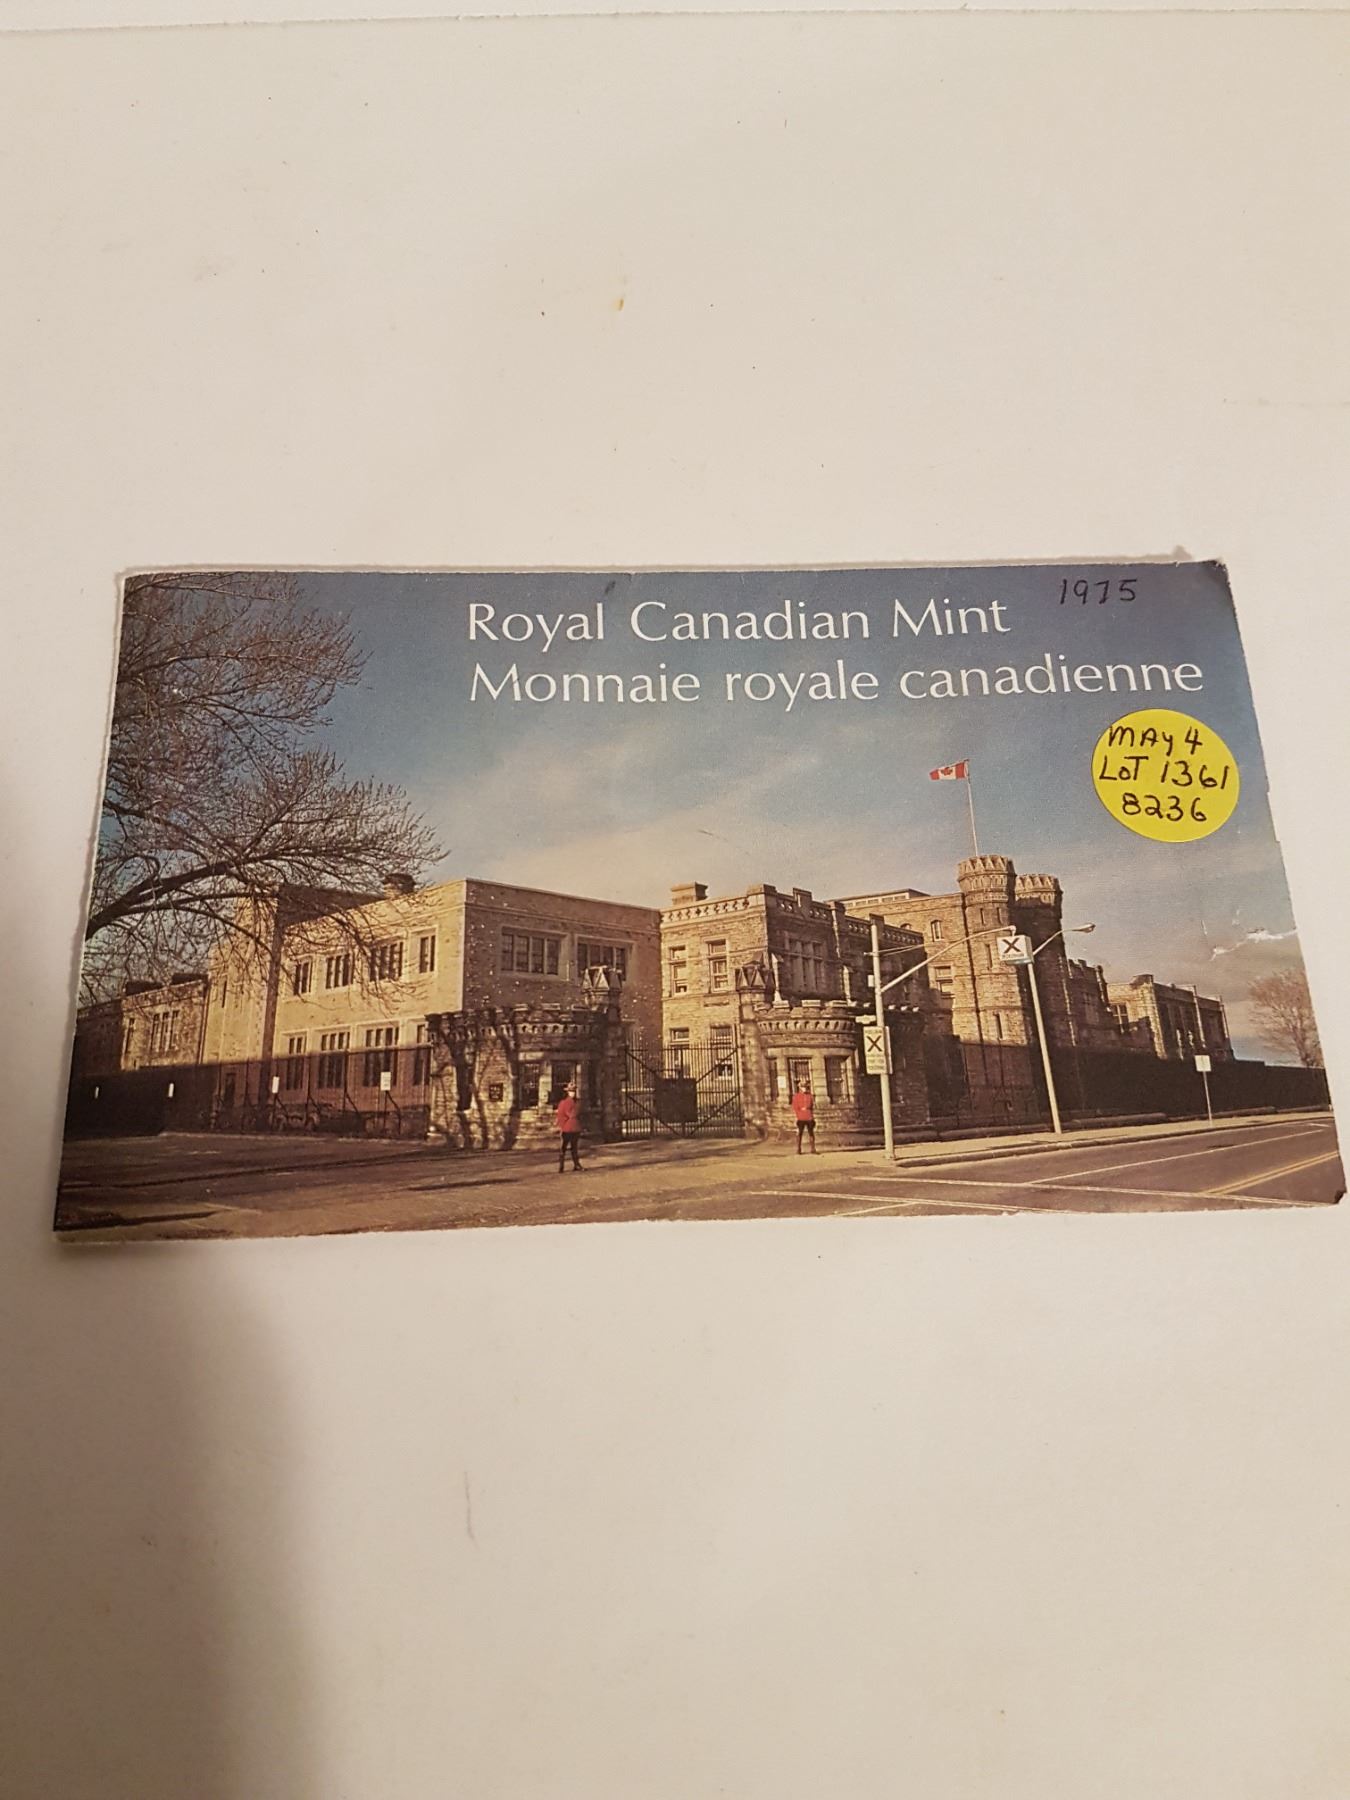 1975
Royal Canadian Mint
Monnaie royale canadienne
MAY 4
LOT 1361
8236
X
X